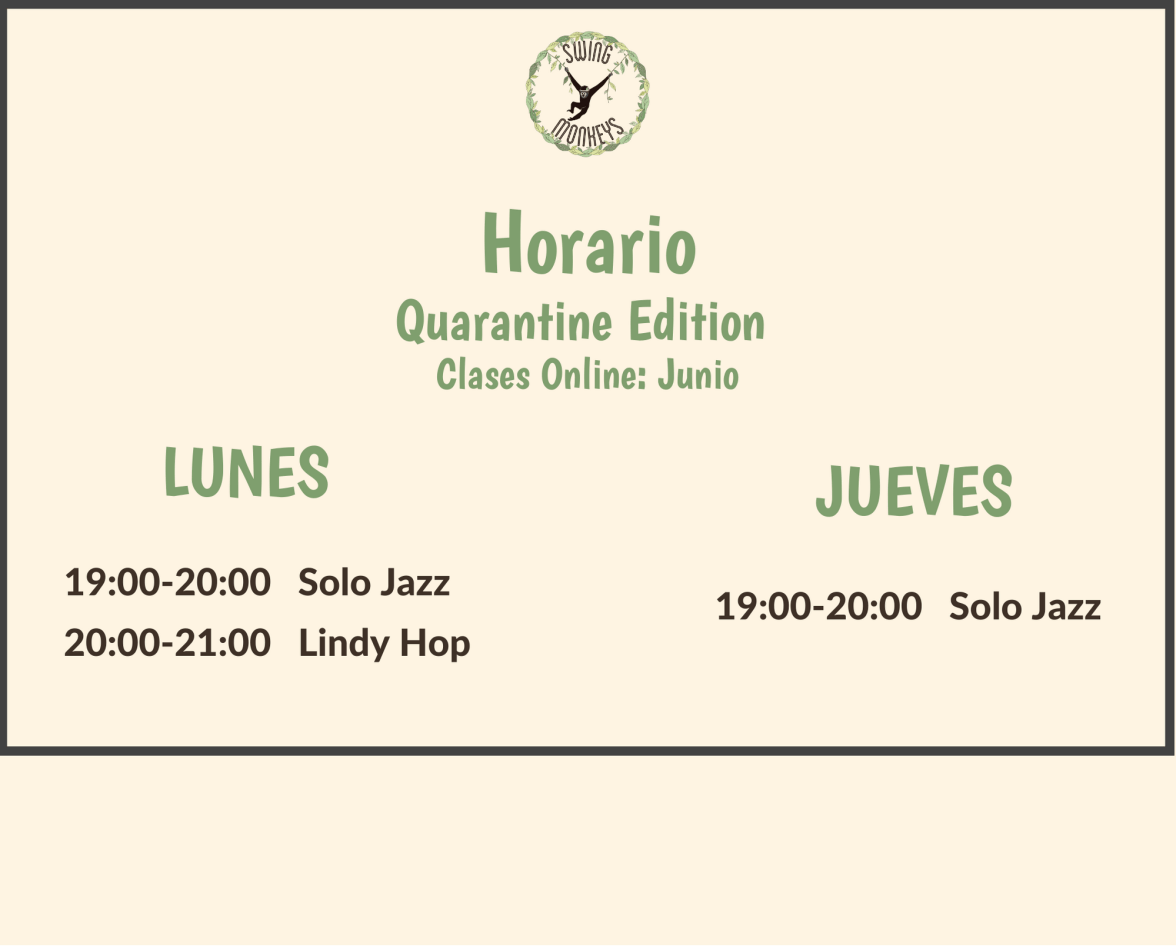 SWING
MONKEYS
Horario
Quarantine Edition
Clases Online: Junio
LUNES
19:00-20:00 Solo Jazz
20:00-21:00 Lindy Hop
JUEVES
19:00-20:00 Solo Jazz